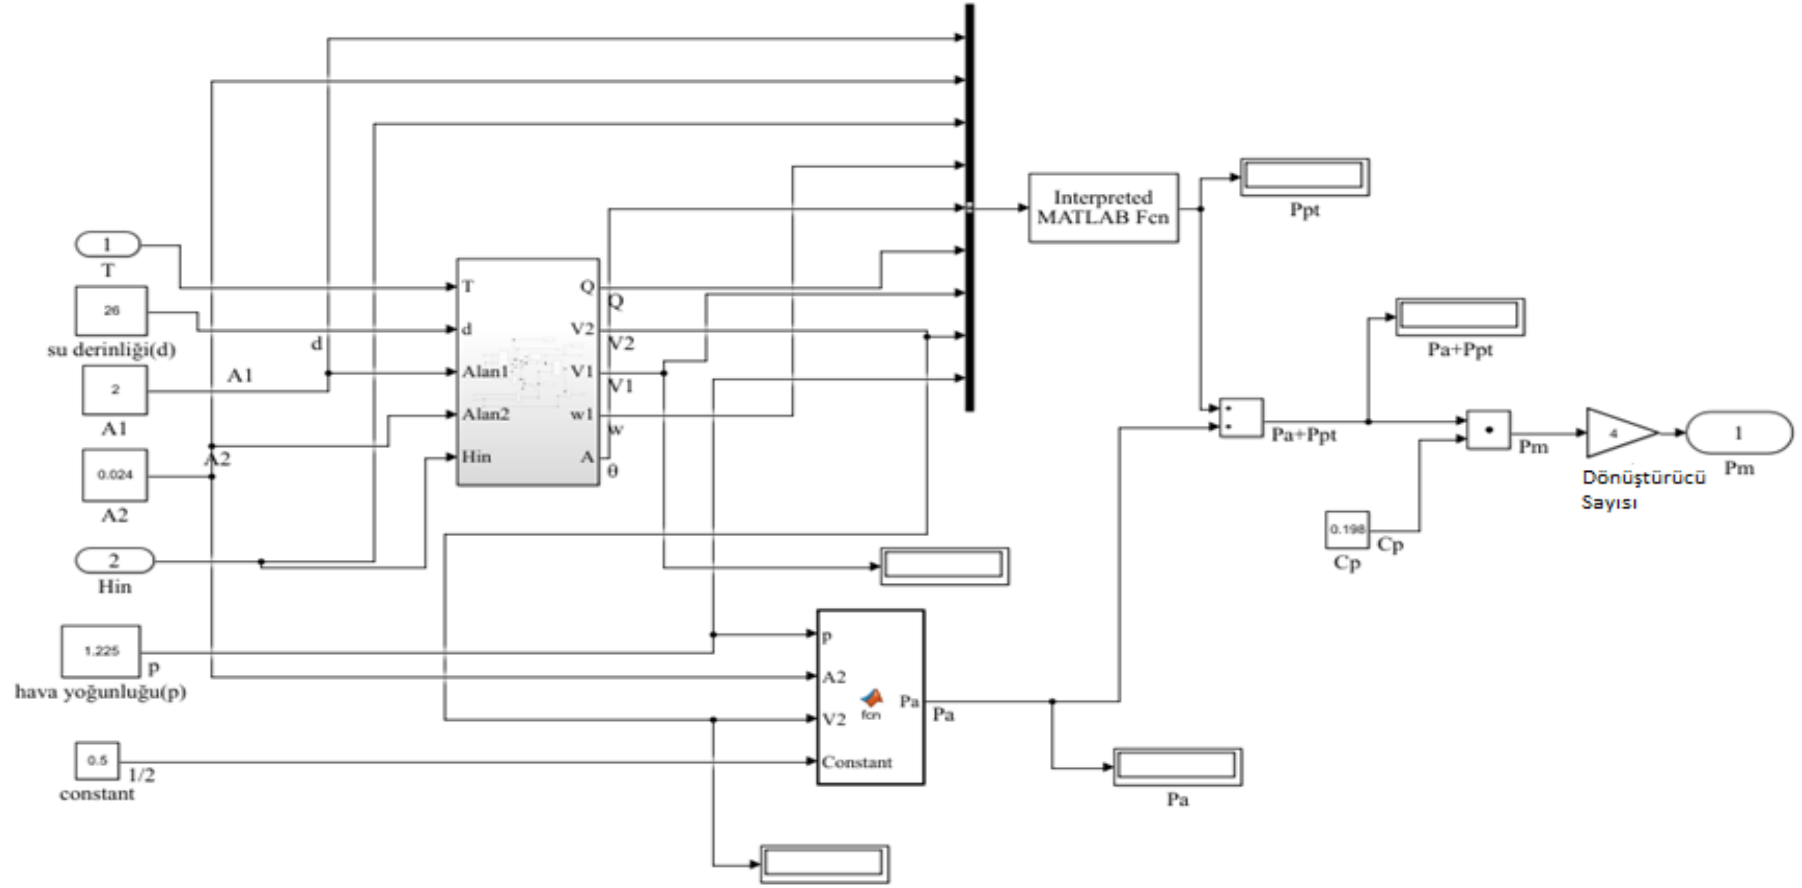 1
T
26
su derinliği(d)
d
2
A1
A1
0.024
A2
A2
2
Hin
1.225
p
hava yoğunluğu(p)
0.5
1/2
constant
T
d
Alan1
Alan2
Hin
Q
V2
V1
w1
A
Q
V2
V1
w
θ
Interpreted
MATLAB Fcn
Ppt
Pa+Ppt
+
+
Pa+Ppt
Pm
4
Dönüştürücü
Sayısı
1
Pm
0.198
Cp
Cp
p
A2
V2
Constant
fcn
Pa
Pa
Pa